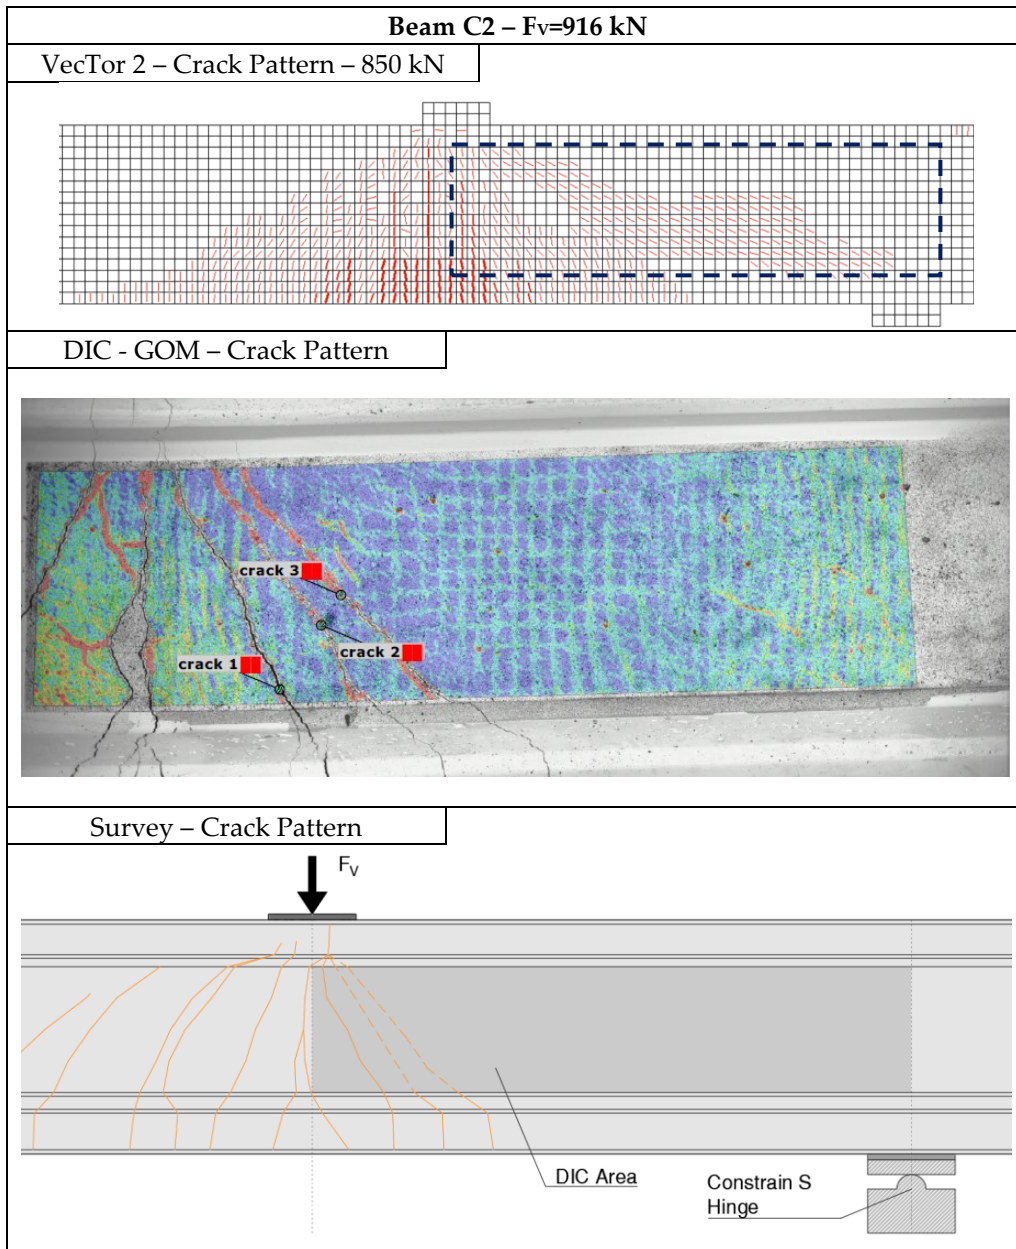 Beam C2 – Fv=916 kN
VecTor 2 – Crack Pattern – 850 kN
DIC - GOM – Crack Pattern
crack 3
crack 2
crack 1
Survey – Crack Pattern
FV
DIC Area
Constrain S
Hinge